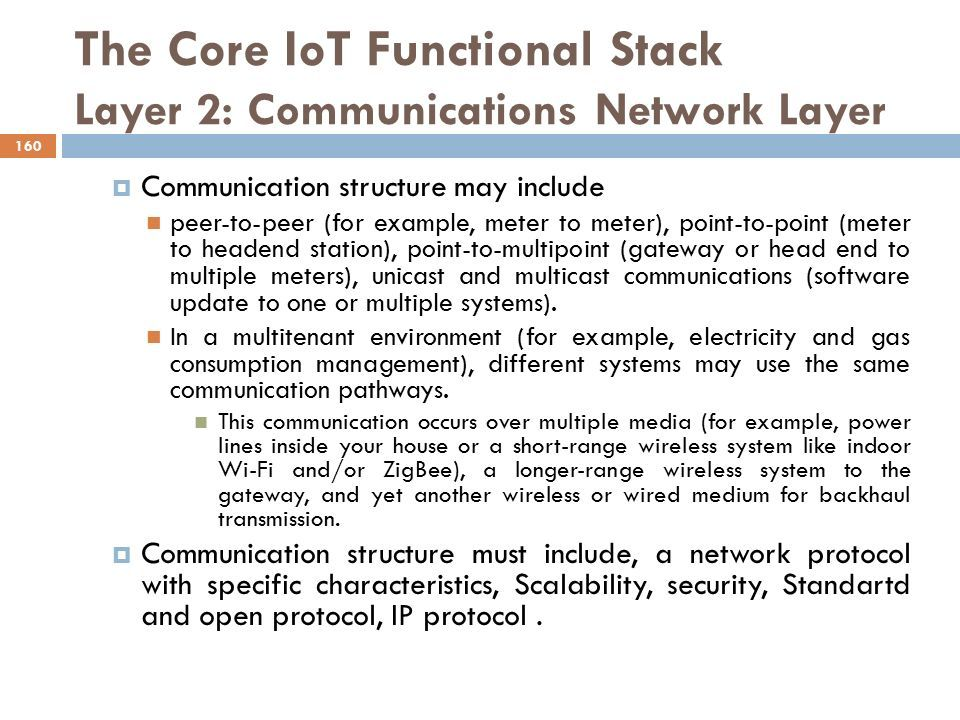 The Core IoT Functional Stack
Layer 2: Communications Network Layer
160
Communication structure may include
peer-to-peer (for example, meter to meter), point-to-point (meter
to headend station), point-to-multipoint (gateway or head end to
multiple meters), unicast and multicast communications (software
update to one or multiple systems).
In a multitenant environment (for example, electricity and gas
consumption management), different systems may use the same
communication pathways.
This communication occurs over multiple media (for example, power
lines inside your house or a short-range wireless system like indoor
Wi-Fi and/or ZigBee), a longer-range wireless system to the
gateway, and yet another wireless or wired medium for backhaul
transmission.
Communication structure must include, a network protocol
with specific characteristics, Scalability, security, Standartd
and open protocol, IP protocol .